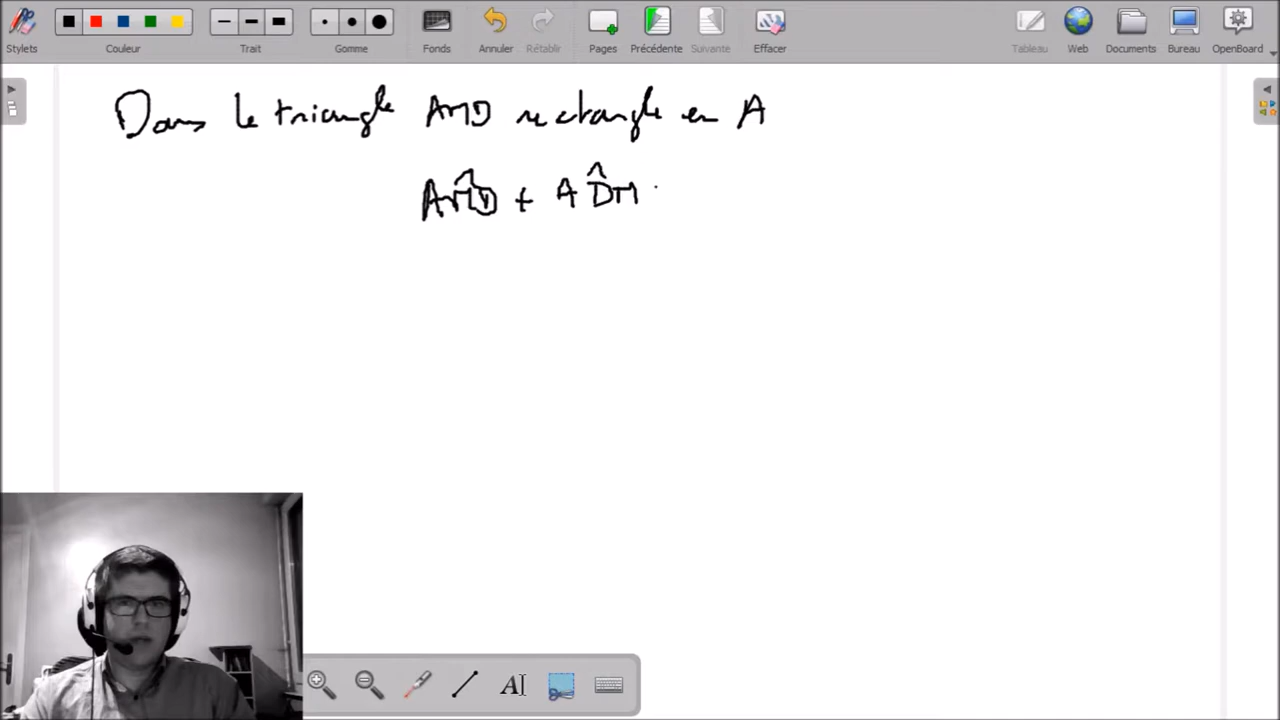 Stylets
Couleur
Trait
Gomme
Fonds
Annuler
Rétablir
Pages
Précédente
Suivante
Effacer
Tableau
Web
Documents
Bureau
OpenBoard
Dans le triangle AMD rectangle en A
AM̂D + AD̂M
AI